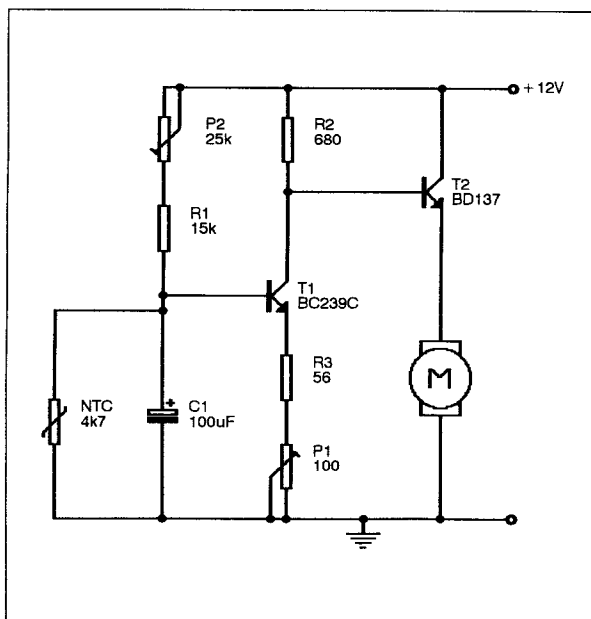 +12V
P2
25k
R2
680
T2
BD137
R1
15k
T1
BC239C
R3
56
M
NTC
4k7
+
C1
100uF
P1
100